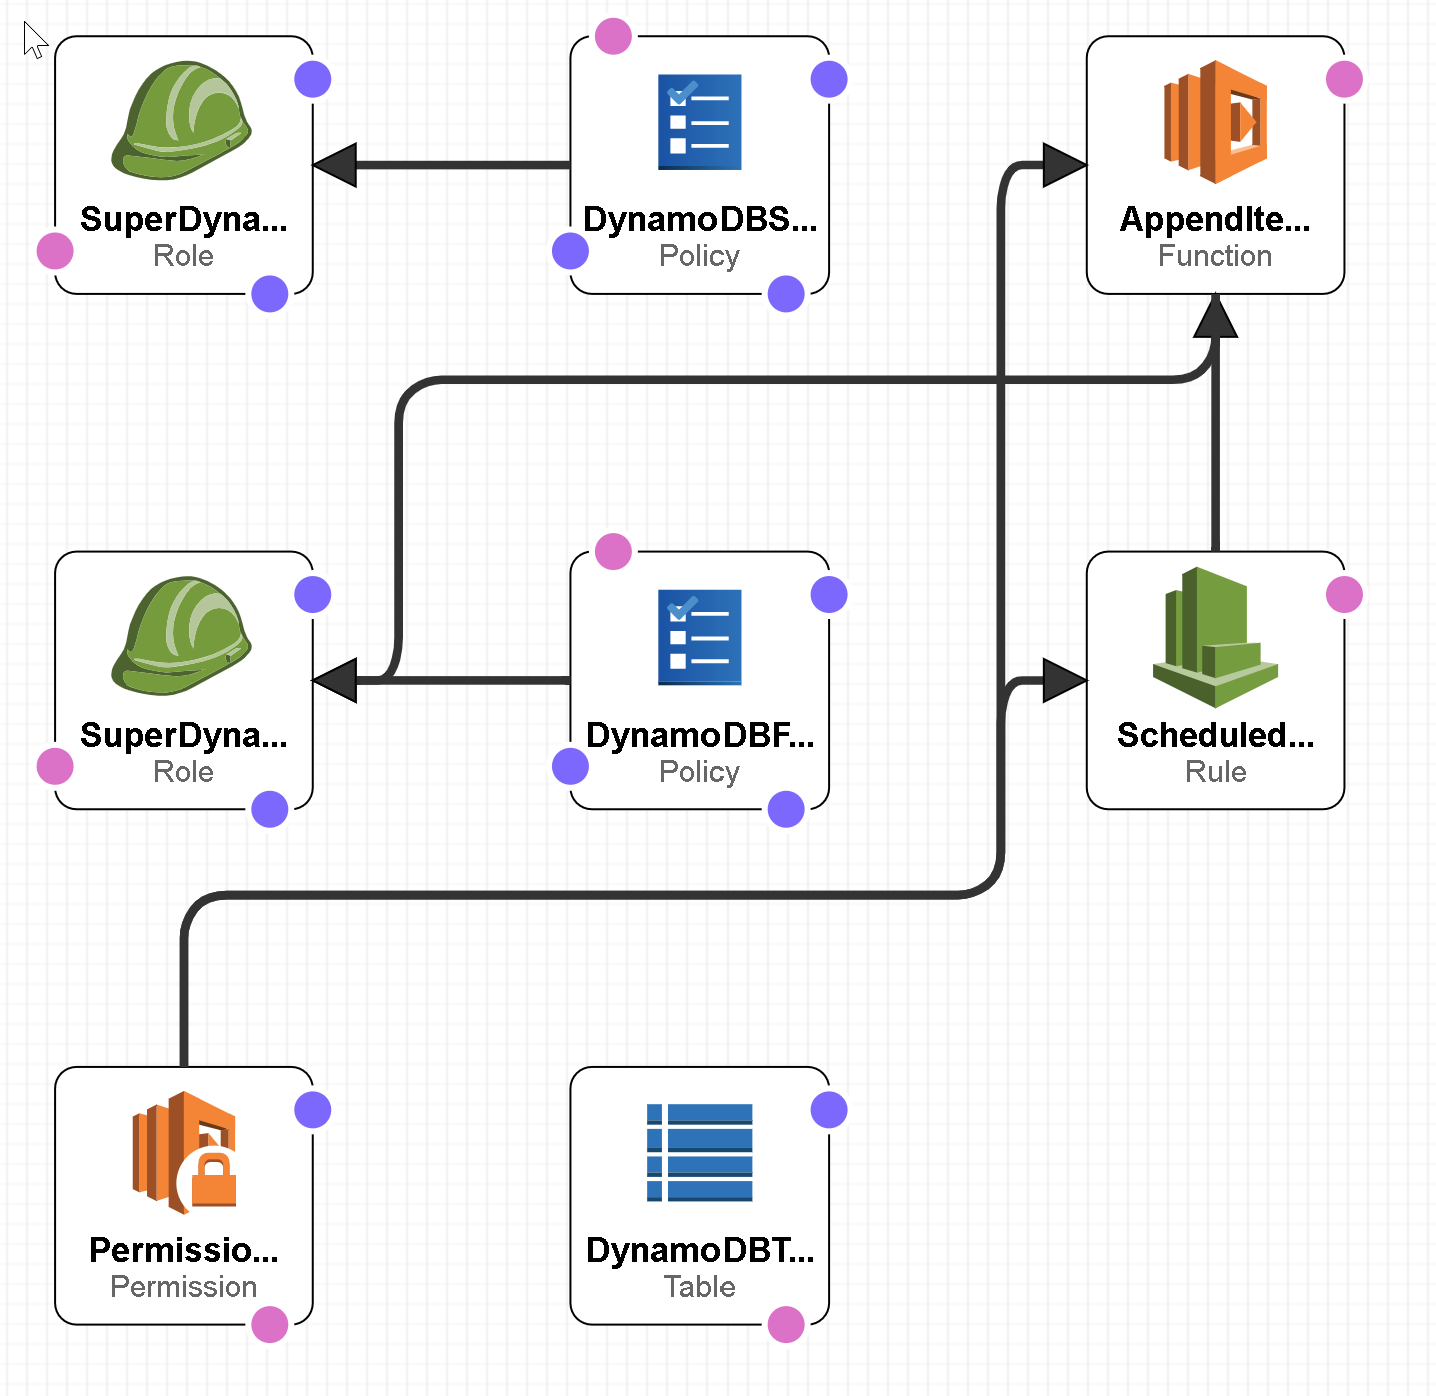 SuperDyna...
Role
DynamoDBS...
Policy
AppendIte...
Function
SuperDyna...
Role
DynamoDBF...
Policy
Scheduled...
Rule
Permissio...
Permission
DynamoDBT...
Table